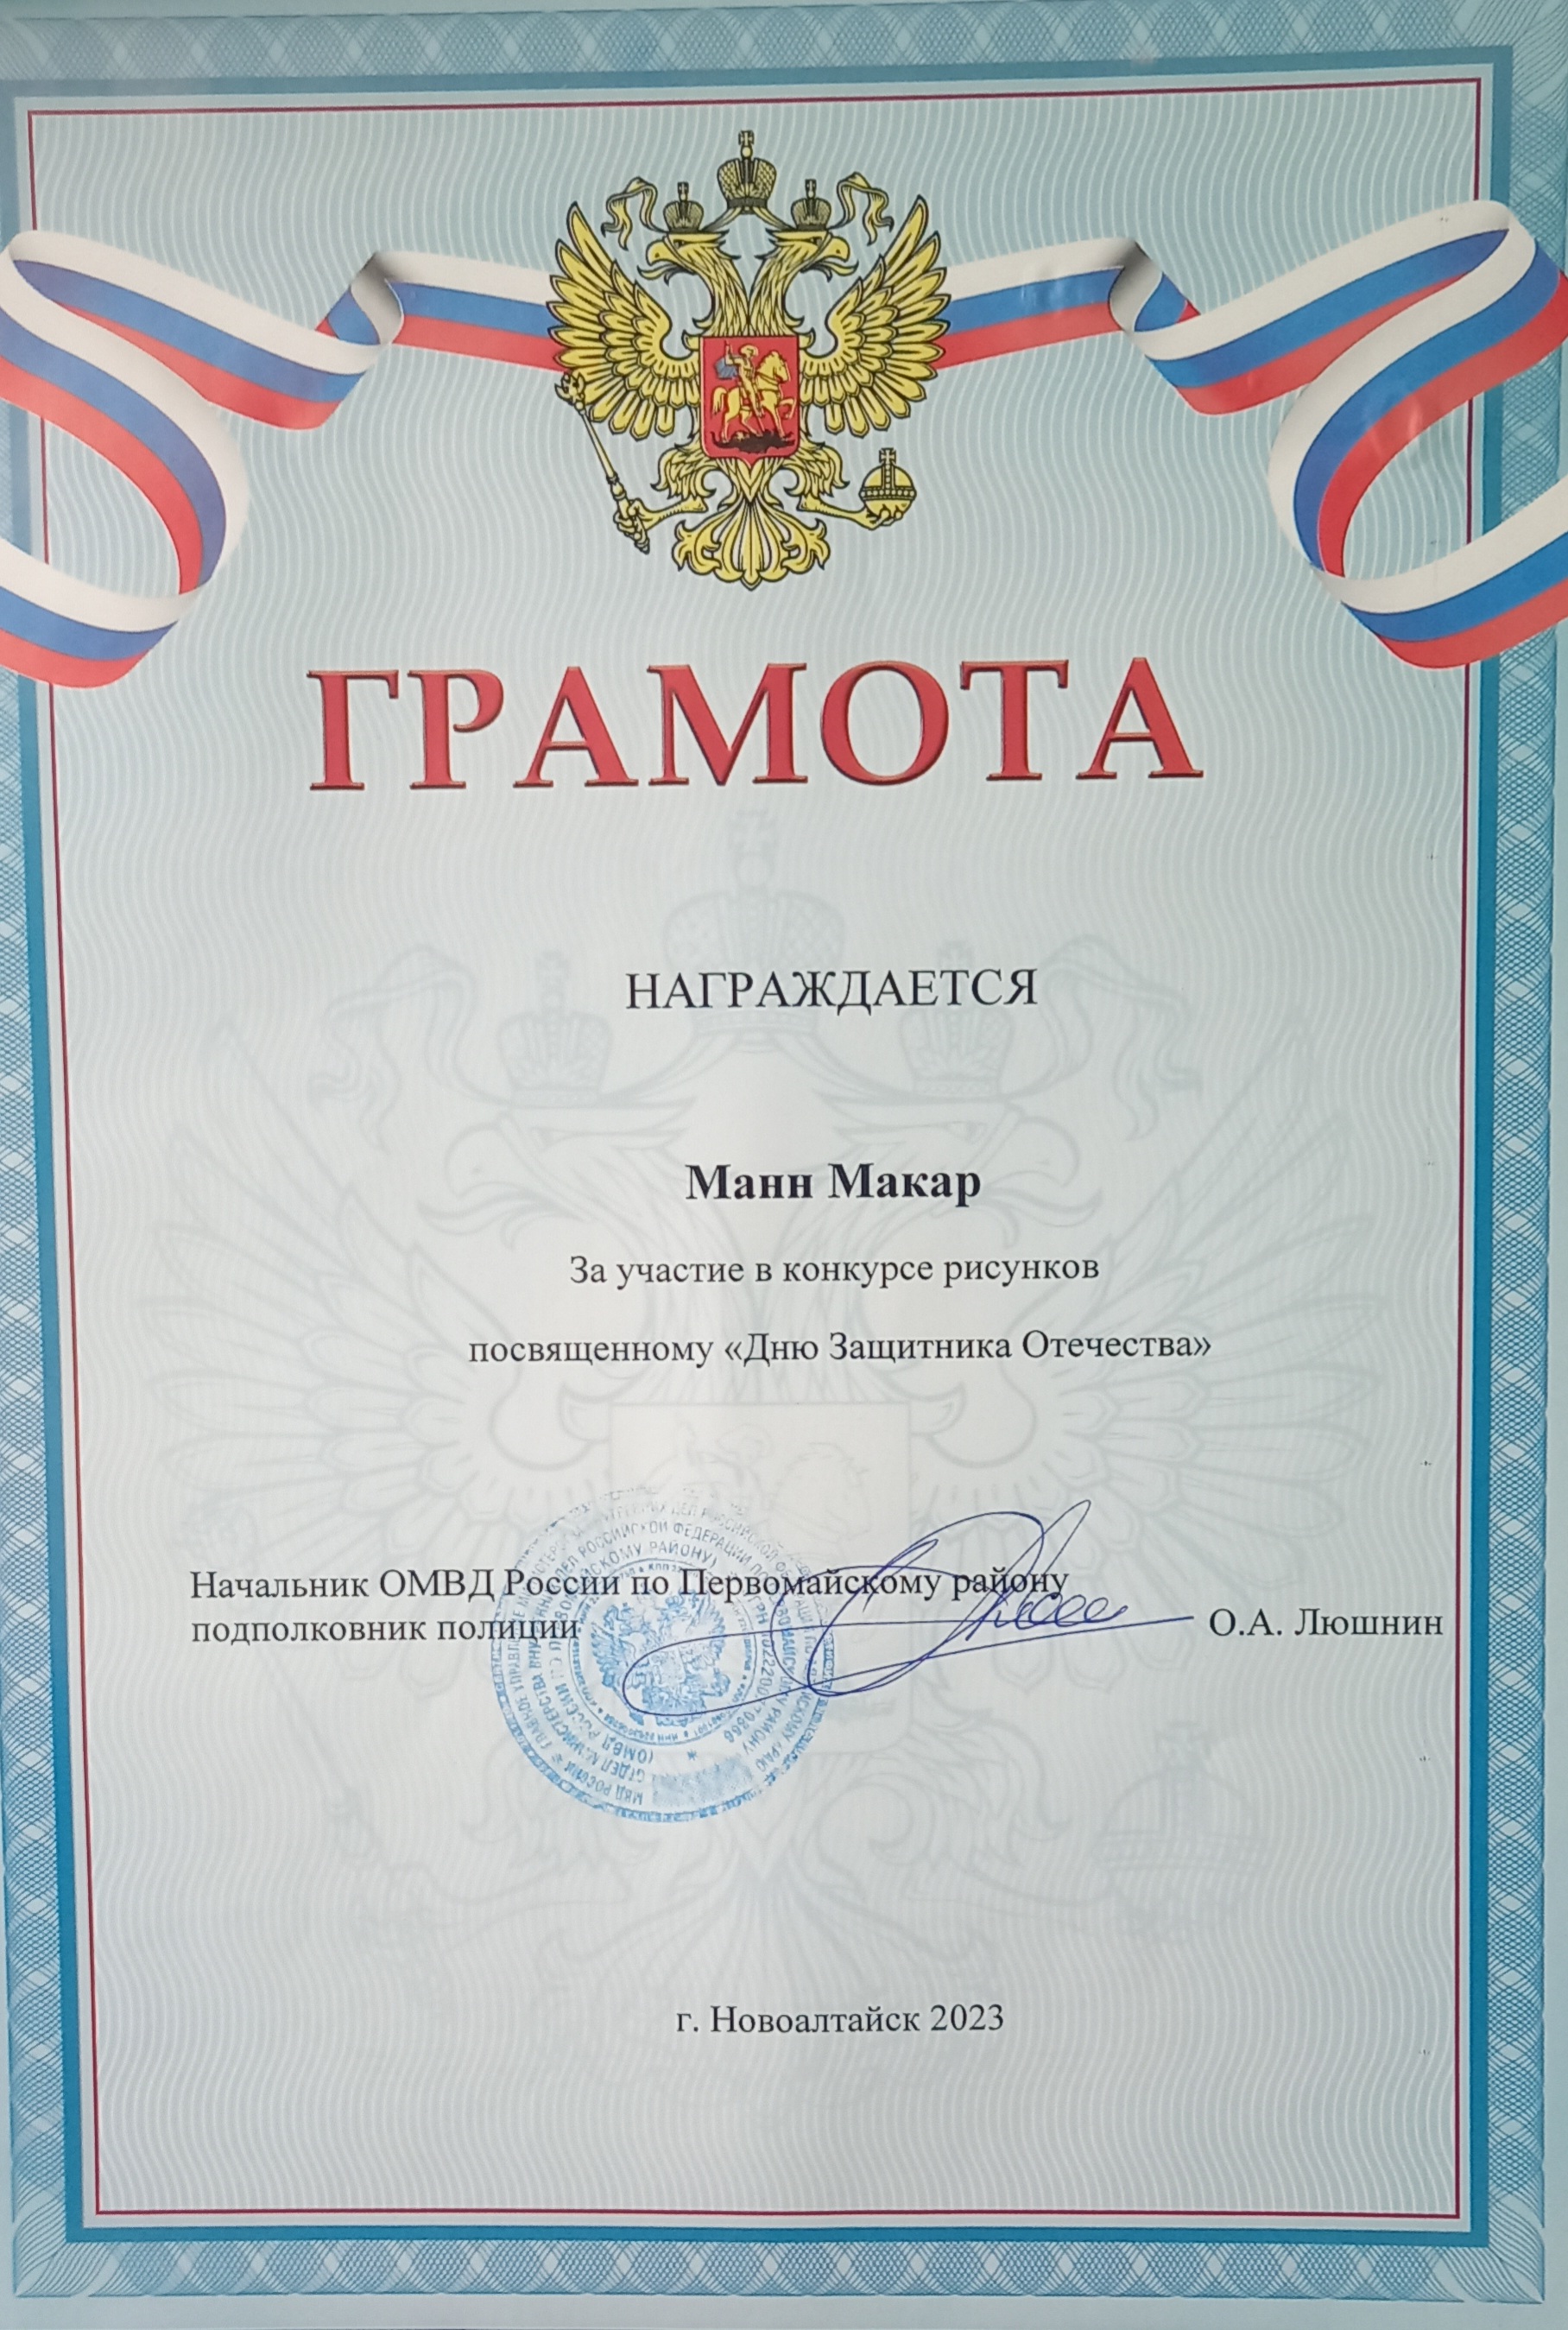 ГРАМОТА
НАГРАЖДАЕТСЯ
Манн Макар
За участие в конкурсе рисунков
посвященному «Дню Защитника Отечества»
Начальник ОМВД России по Первомайскому району
подполковник полиции
О.А. Люшнин
г. Новоалтайск 2023